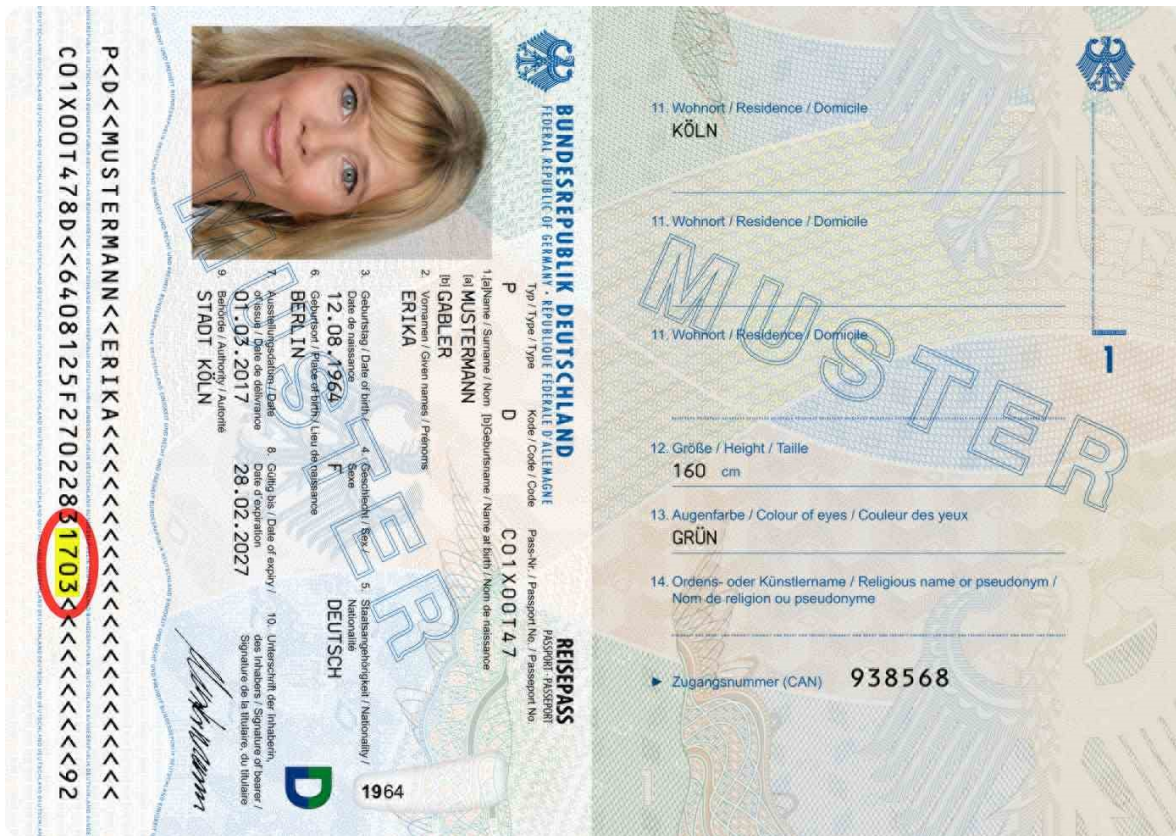 BUNDESREPUBLIK DEUTSCHLAND
FEDERAL REPUBLIC OF GERMANY · RÉPUBLIQUE FÉDÉRALE D'ALLEMAGNE
REISEPASS
PASSPORT · PASSEPORT
Typ / Type / Type Kode / Code / Code Pass-Nr. / Passport No. / Passeport No.
P D C01X00T47
1.[a]Name / Surname / Nom [b]Geburtsname / Name at birth / Nom de naissance
[a] MUSTERMANN
[b] GABLER
2. Vornamen / Given names / Prénoms
ERIKA
3. Geburtstag / Date of birth / Date de naissance
12.08.1964
4. Geschlecht / Sex / Sexe
F
5. Staatsangehörigkeit / Nationality / Nationalité
DEUTSCH
6. Geburtsort / Place of birth / Lieu de naissance
BERLIN
7. Ausstellungsdatum / Date of issue / Date de délivrance
01.03.2017
8. Gültig bis / Date of expiry / Date d'expiration
28.02.2027
9. Behörde / Authority / Autorité
STADT KÖLN
10. Unterschrift der Inhaberin, des Inhabers / Signature of bearer / Signature de la titulaire, du titulaire
Mustermann
D
1964
MUSTER
P<D<<MUSTERMANN<<ERIKA<<<<<<<<<<<<<<<<<<<<<<
C01X00T478D<<6408125F27022831703<<<<<<<<<<92
11. Wohnort / Residence / Domicile
KÖLN
11. Wohnort / Residence / Domicile
11. Wohnort / Residence / Domicile
MUSTER
12. Größe / Height / Taille
160 cm
13. Augenfarbe / Colour of eyes / Couleur des yeux
GRÜN
14. Ordens- oder Künstlername / Religious name or pseudonym /
Nom de religion ou pseudonyme
Zugangsnummer (CAN) 938568
1